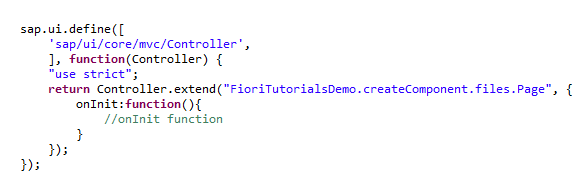 sap.ui.define([
    'sap/ui/core/mvc/Controller',
    ], function(Controller) {
    "use strict";
    return Controller.extend("FioriTutorialsDemo.createComponent.files.Page", {
        onInit:function(){
            //onInit function
        }
    });
});